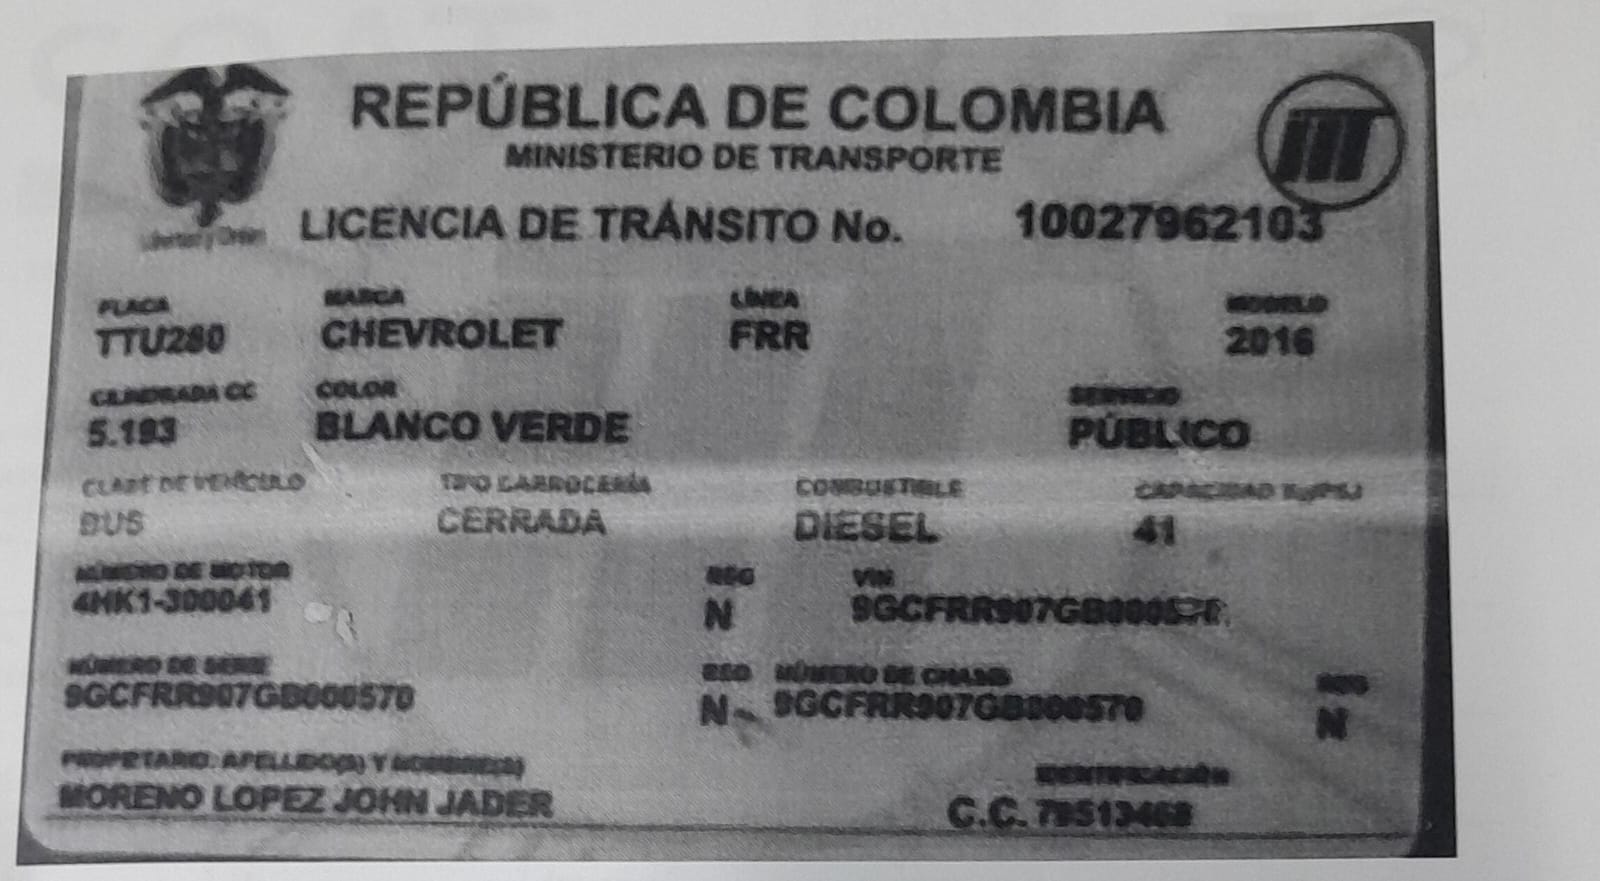 REPÚBLICA DE COLOMBIA
MINISTERIO DE TRANSPORTE
Libertad y Orden
LICENCIA DE TRÁNSITO No. 10027962103
PLACA MARCA LÍNEA MODELO
TTU280 CHEVROLET FRR 2016
CILINDRADA CC COLOR SERVICIO
5.193 BLANCO VERDE PÚBLICO
CLASE DE VEHÍCULO TIPO CARROCERÍA COMBUSTIBLE CAPACIDAD
BUS CERRADA DIESEL 41
NÚMERO DE MOTOR REG VIN
4HK1-300041 N
NÚMERO DE SERIE REG NÚMERO DE CHASIS REG
9GCFRR907GB000570 N 9GCFRR907GB000570 N
PROPIETARIO: APELLIDO(S) Y NOMBRE(S) IDENTIFICACIÓN
MORENO LOPEZ JOHN JADER C.C.